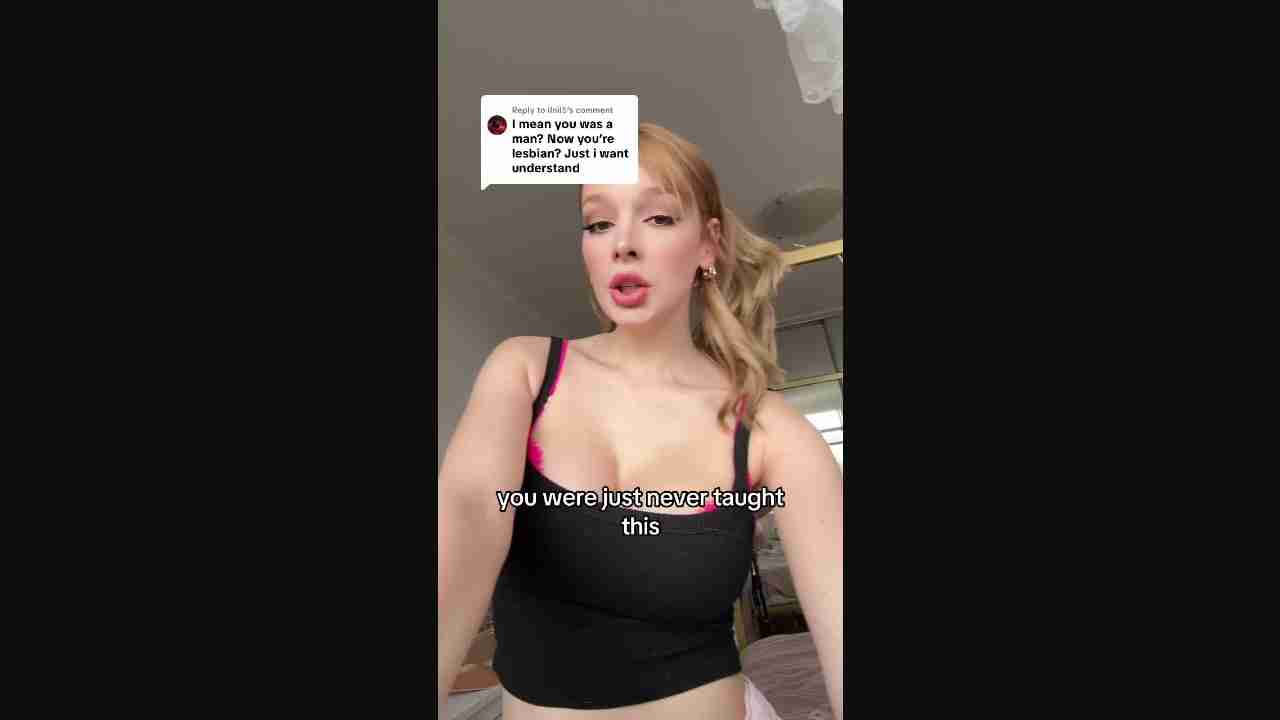 Reply to ilnil5's comment
I mean you was a
man? Now you're
lesbian? Just i want
understand
you were just never taught
this